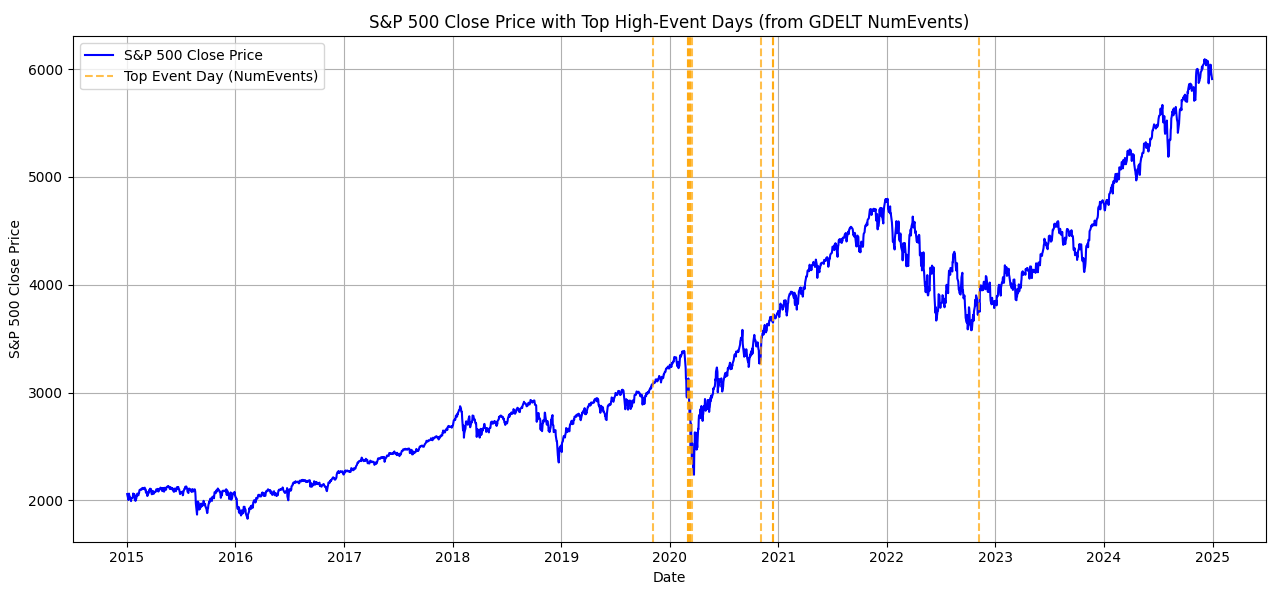 S&P 500 Close Price with Top High-Event Days (from GDELT NumEvents)
S&P 500 Close Price
Top Event Day (NumEvents)
S&P 500 Close Price
6000
5000
4000
3000
2000
2015 2016 2017 2018 2019 2020 2021 2022 2023 2024 2025
Date